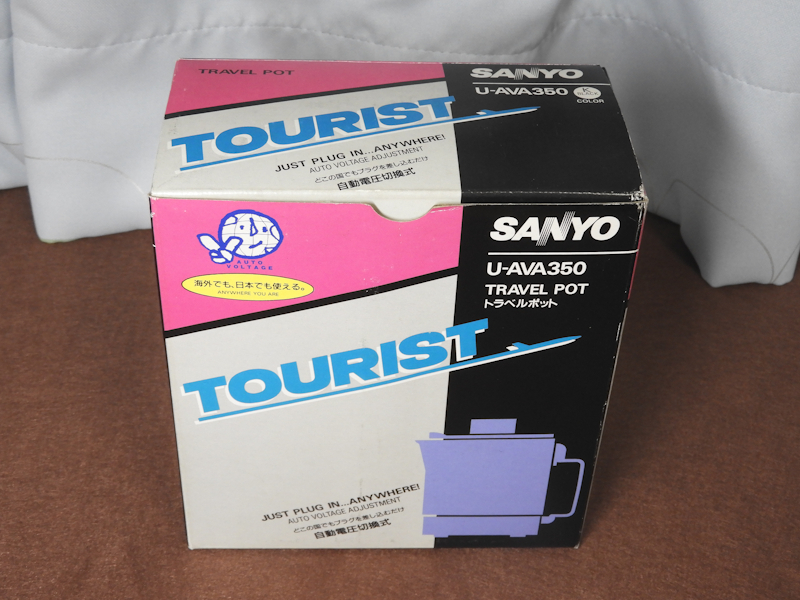 TRAVEL POT
SANYO
U-AVA350
K
BLACK
COLOR
TOURIST
JUST PLUG IN...ANYWHERE!
AUTO VOLTAGE ADJUSTMENT
どこの国でもプラグを差し込むだけ
自動電圧切換式
AUTO
VOLTAGE
海外でも、日本でも使える。
ANYWHERE YOU ARE
SANYO
U-AVA350
TRAVEL POT
トラベルポット
TOURIST
JUST PLUG IN...ANYWHERE!
AUTO VOLTAGE ADJUSTMENT
どこの国でもプラグを差し込むだけ
自動電圧切換式